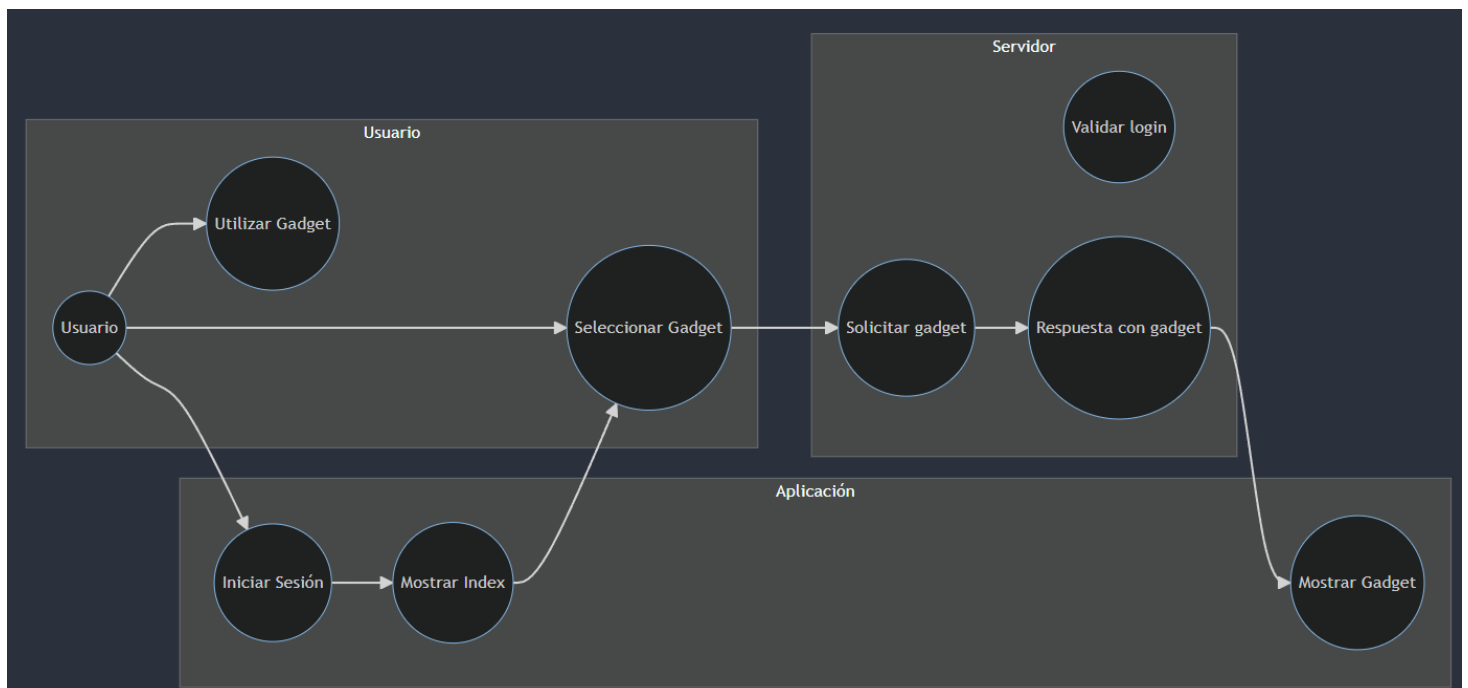 Servidor
Validar login
Usuario
Utilizar Gadget
Usuario
Seleccionar Gadget
Solicitar gadget
Respuesta con gadget
Aplicación
Iniciar Sesión
Mostrar Index
Mostrar Gadget